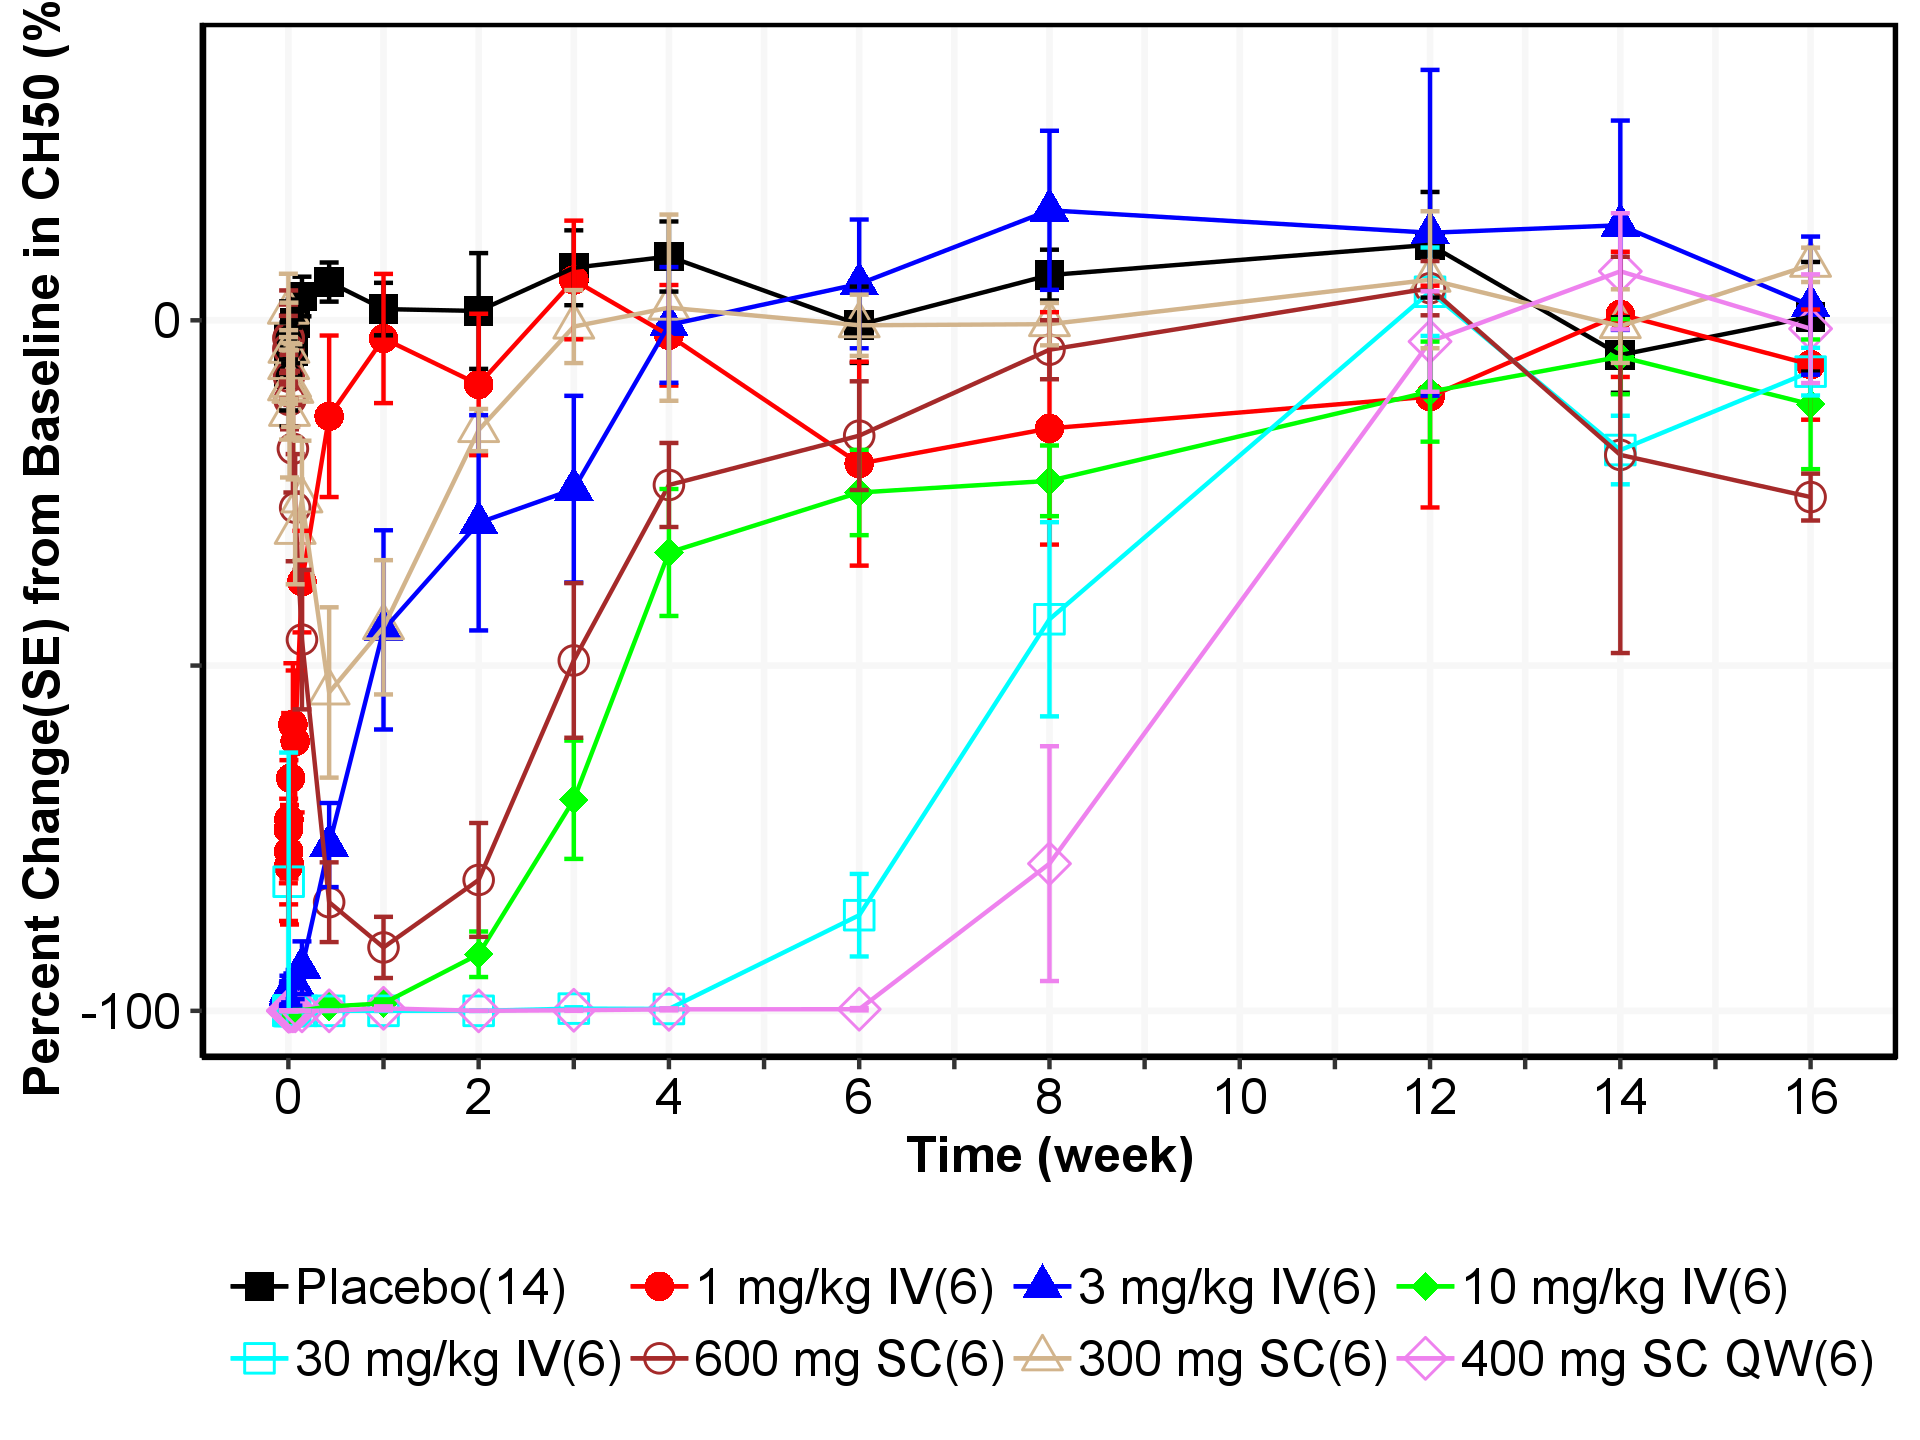 Percent Change(SE) from Baseline in CH50 (%
0
-100
0 2 4 6 8 10 12 14 16
Time (week)
Placebo(14) 1 mg/kg IV(6) 3 mg/kg IV(6) 10 mg/kg IV(6)
30 mg/kg IV(6) 600 mg SC(6) 300 mg SC(6) 400 mg SC QW(6)